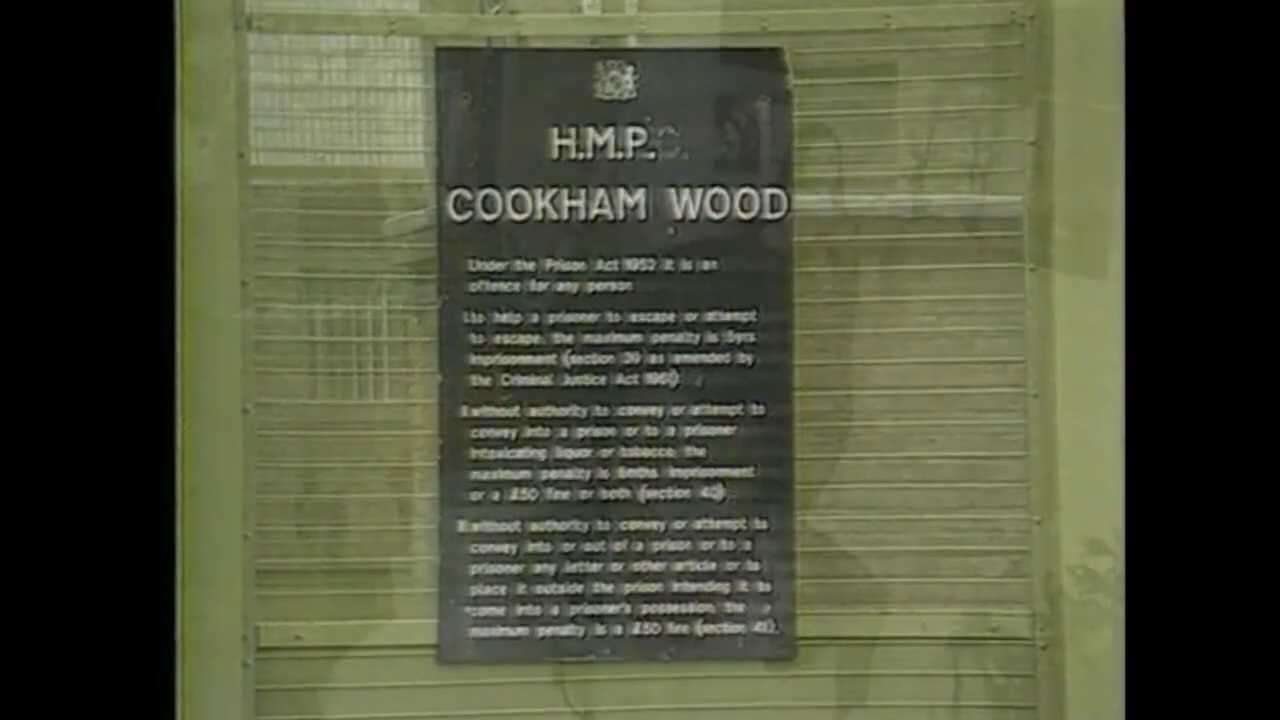 H.M.P.
COOKHAM WOOD
Under the Prison Act 1952 it is an
offence for any person
to help a prisoner to escape or attempt
to escape, the maximum penalty is 5yrs
imprisonment (section 39 as amended by
the Criminal Justice Act 1961)
without authority to convey or attempt to
convey into a prison or to a prisoner
intoxicating liquor or tobacco, the
maximum penalty is 6mths imprisonment
or a £50 fine or both (section 40)
without authority to convey or attempt to
convey into or out of a prison or to a
prisoner any letter or other article or to
place it outside the prison intending it to
come into a prisoner's possession, the
maximum penalty is a £50 fine (section 41).